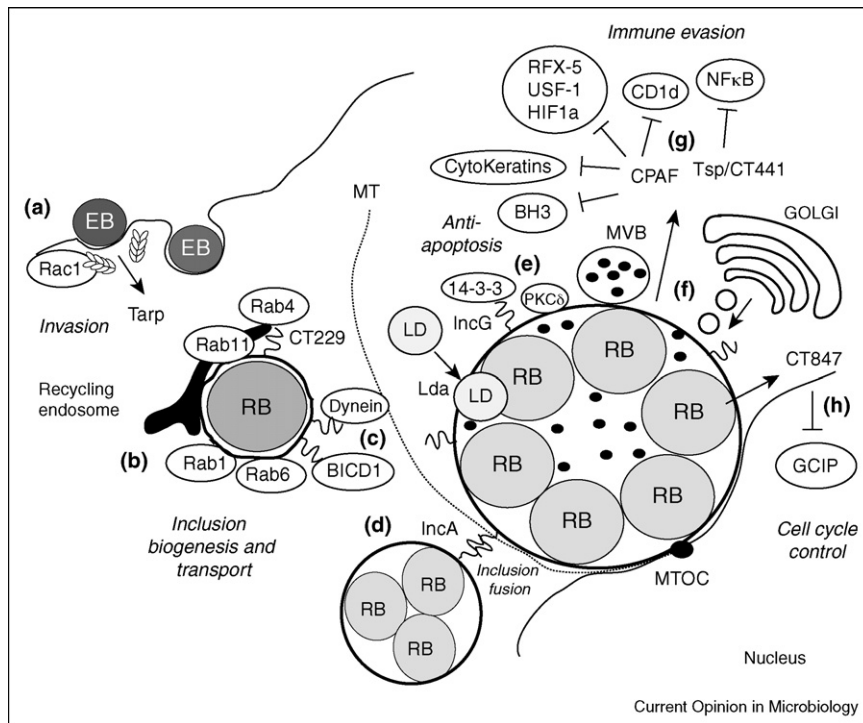 Immune evasion
RFX-5
USF-1
HIF1a
CD1d
NFκB
(g)
CytoKeratins
CPAF
Tsp/CT441
BH3
MT
(a)
EB
EB
Rac1
Tarp
Invasion
Anti-
apoptosis
MVB
GOLGI
(e)
14-3-3
PKCδ
IncG
(f)
Rab4
CT229
Rab11
Recycling
endosome
RB
Dynein
(c)
(b)
Rab1
Rab6
BICD1
Inclusion
biogenesis and
transport
LD
Lda
LD
RB
RB
RB
RB
RB
RB
CT847
(h)
GCIP
Cell cycle
control
(d)
IncA
Inclusion
fusion
MTOC
RB
RB
RB
Nucleus
Current Opinion in Microbiology